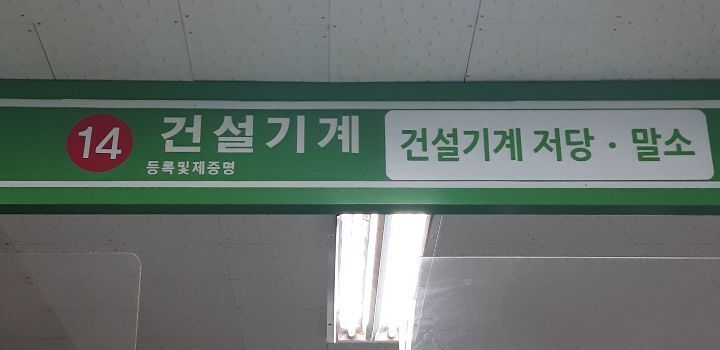 14 건설기계
등록및제증명
건설기계 저당 · 말소